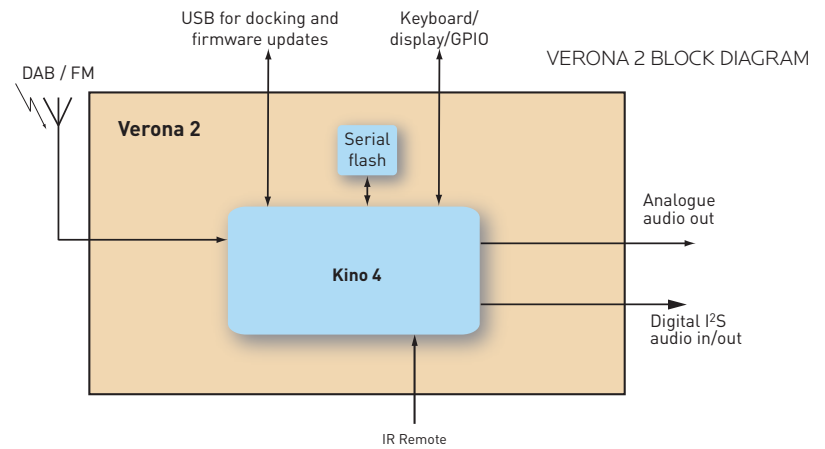 USB for docking and
firmware updates
Keyboard/
display/GPIO
VERONA 2 BLOCK DIAGRAM
DAB / FM
Verona 2
Serial
flash
Analogue
audio out
Kino 4
Digital I²S
audio in/out
IR Remote